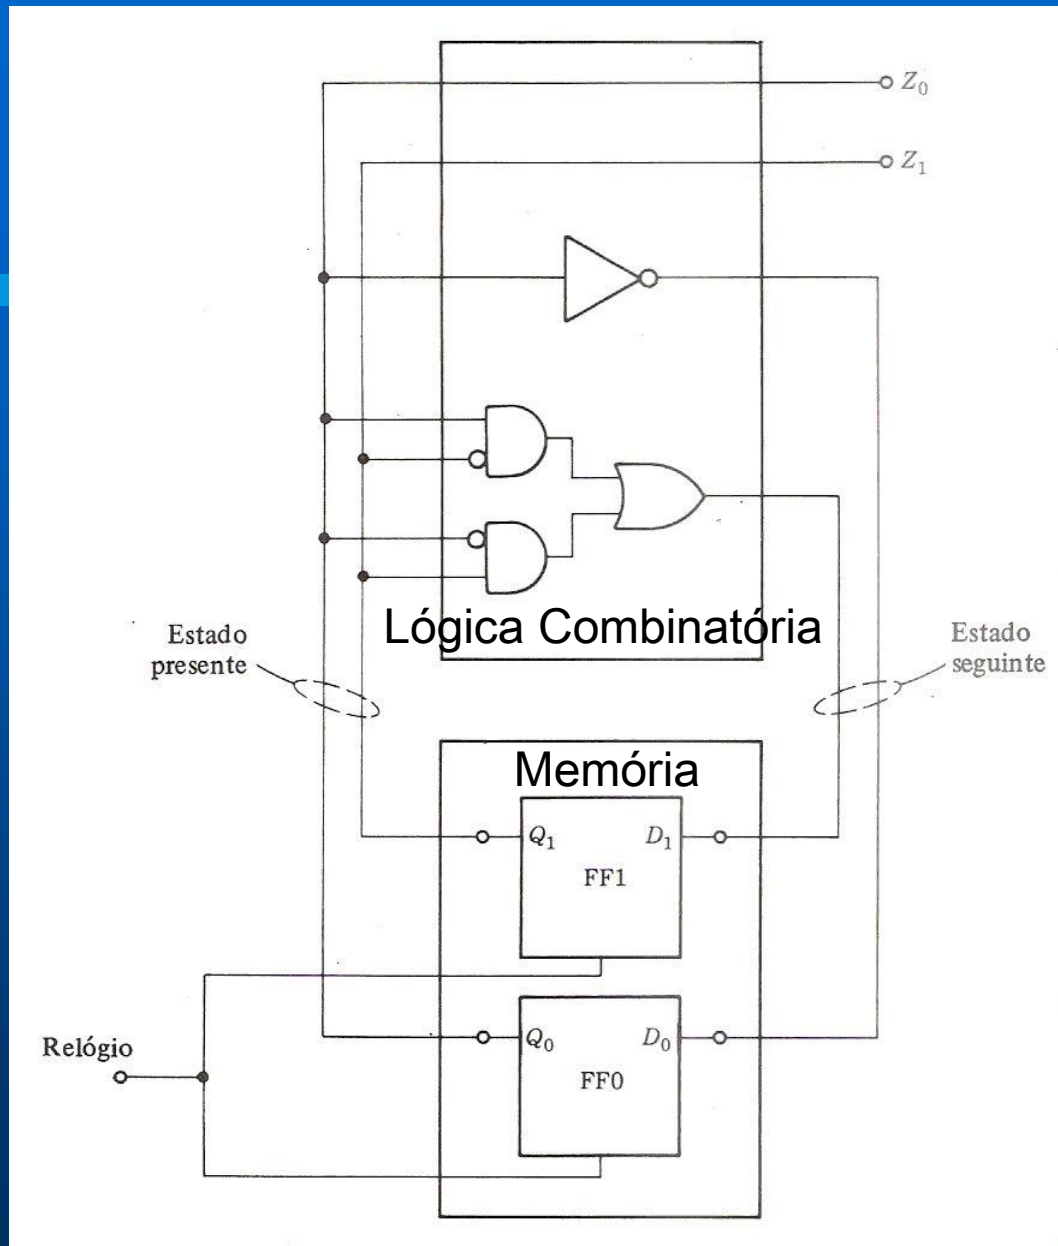 Z0
Z1
Lógica Combinatória
Estado
presente
Estado
seguinte
Memória
Q1
D1
FF1
Relógio
Q0
D0
FF0